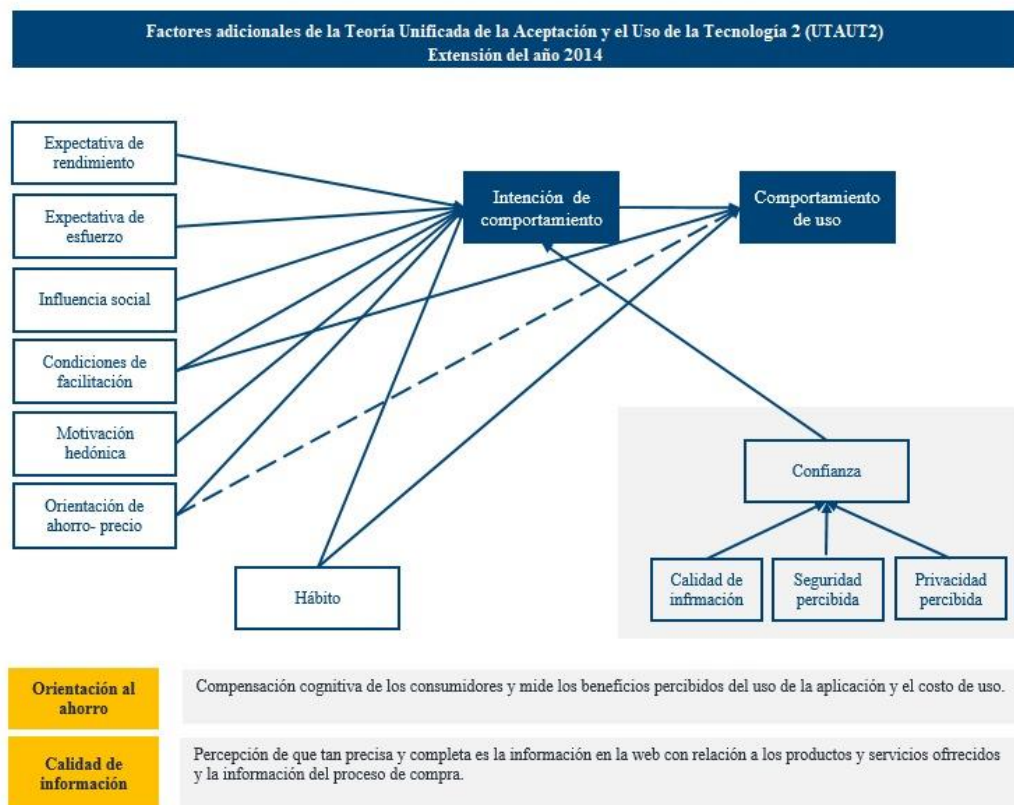 Factores adicionales de la Teoría Unificada de la Aceptación y el Uso de la Tecnología 2 (UTAUT2)
Extensión del año 2014
Expectativa de
rendimiento
Intención de
comportamiento
Comportamiento
de uso
Expectativa de
esfuerzo
Influencia social
Condiciones de
facilitación
Motivación
hedónica
Confianza
Orientación de
ahorro- precio
Hábito
Calidad de
infrmación
Seguridad
percibida
Privacidad
percibida
Orientación al
ahorro
Compensación cognitiva de los consumidores y mide los beneficios percibidos del uso de la aplicación y el costo de uso.
Calidad de
información
Percepción de que tan precisa y completa es la información en la web con relación a los productos y servicios ofrrecidos
y la información del proceso de compra.